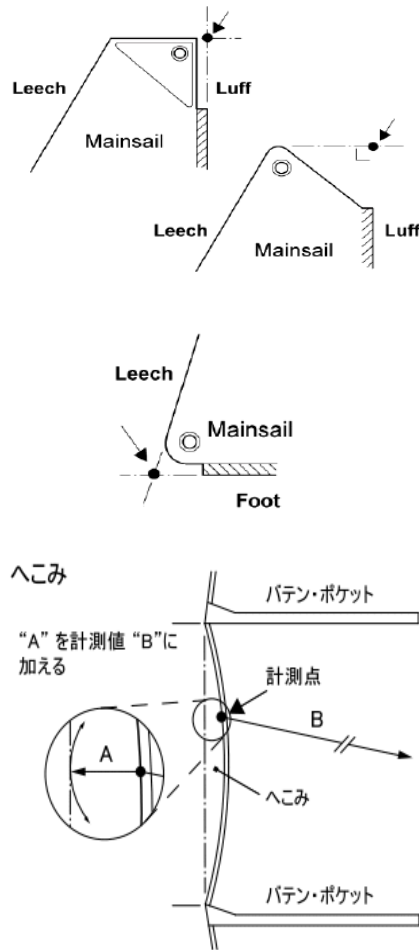 Leech
Luff
Mainsail
Leech
Luff
Mainsail
Leech
Mainsail
Foot
へこみ
バテン・ポケット
“A” を計測値 “B”に
加える
計測点
A
B
へこみ
バテン・ポケット